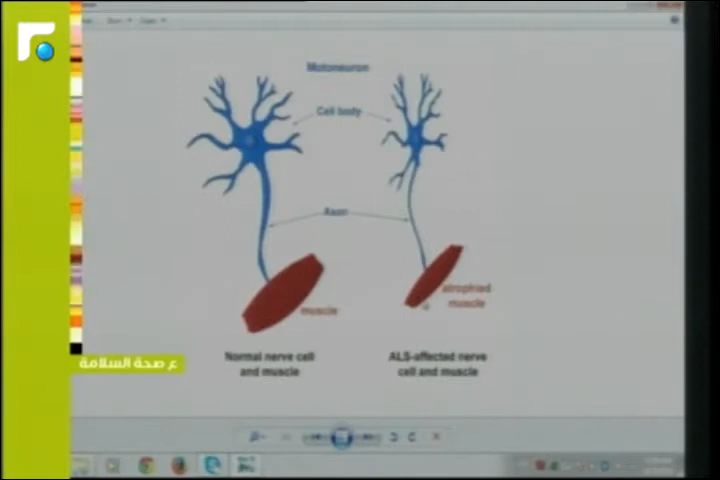 Motoneuron
Cell body
Axon
muscle
atrophied
muscle
Normal nerve cell
and muscle
ALS-affected nerve
cell and muscle
ع صحة السلامة